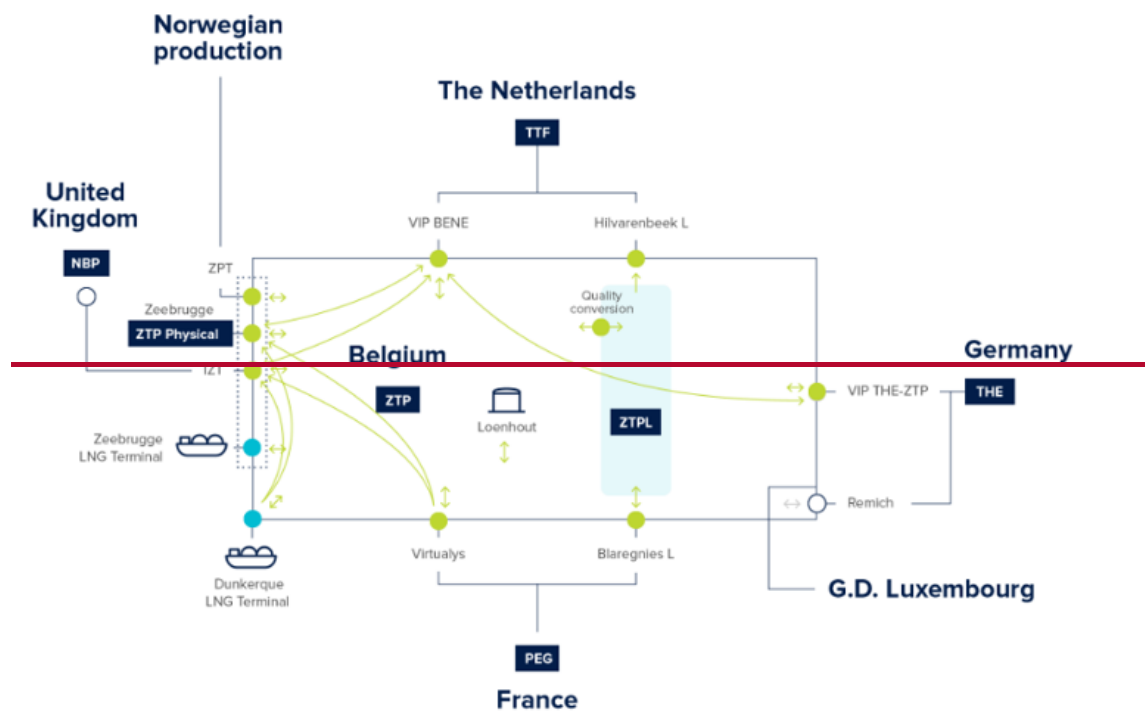 Norwegian
production
The Netherlands
TTF
United
Kingdom
NBP
VIP BENE
Hilvarenbeek L
ZPT
Zeebrugge
ZTP Physical
Quality
conversion
IZT
Belgium
ZTP
Loenhout
ZTPL
Germany
VIP THE-ZTP
THE
Zeebrugge
LNG Terminal
Remich
Virtualys
Blaregnies L
Dunkerque
LNG Terminal
G.D. Luxembourg
PEG
France